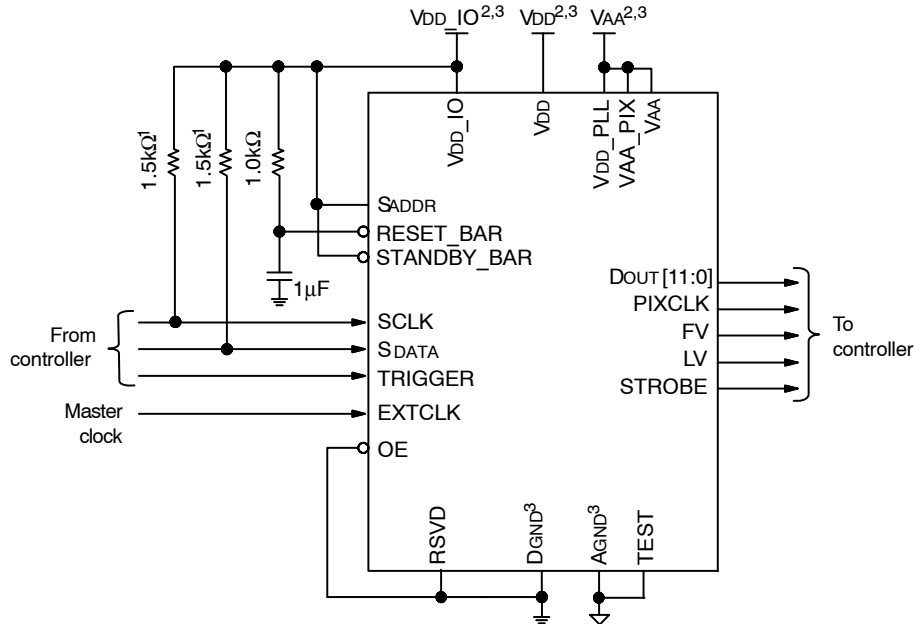 VDD_IO2,3
VDD2,3
VAA2,3
1.5kΩ1
1.5kΩ1
1.0kΩ
VDD_IO
VDD
VDD_PLL
VAA_PIX
VAA
SADDR
RESET_BAR
STANDBY_BAR
1μF
From
controller
SCLK
SDATA
TRIGGER
Master
clock
EXTCLK
OE
DOUT [11:0]
PIXCLK
FV
LV
STROBE
To
controller
RSVD
DGND3
AGND3
TEST